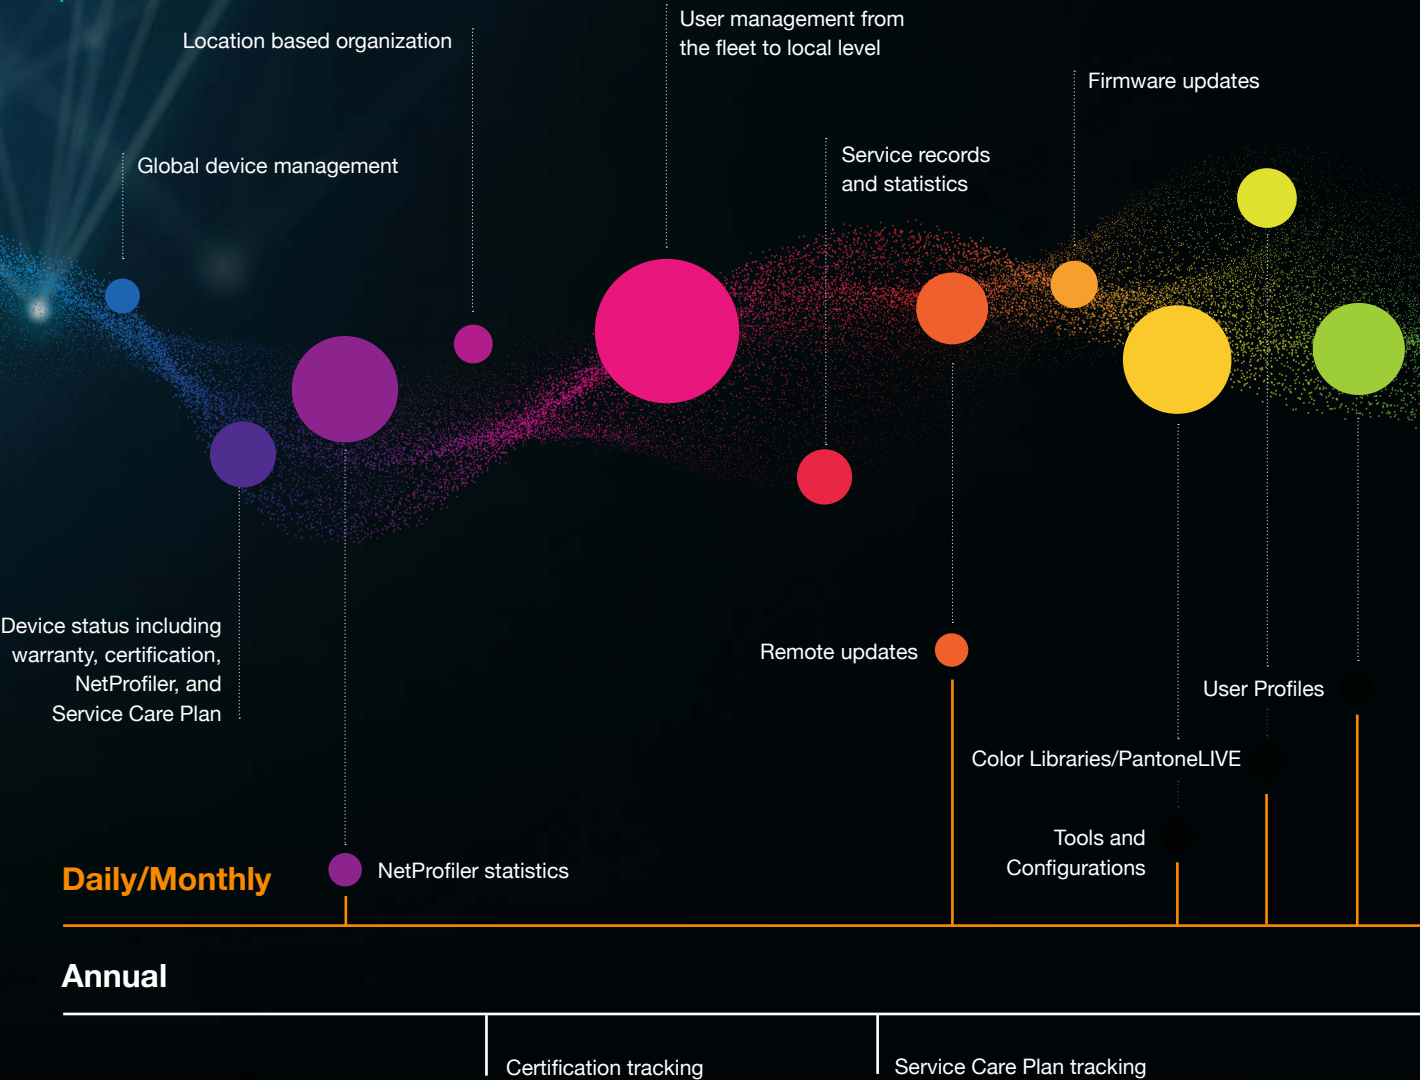 User management from
the fleet to local level
Location based organization
Firmware updates
Global device management
Service records
and statistics
Device status including
warranty, certification,
NetProfiler, and
Service Care Plan
Remote updates
User Profiles
Color Libraries/PantoneLIVE
Tools and
Configurations
NetProfiler statistics
Daily/Monthly
Annual
Certification tracking
Service Care Plan tracking